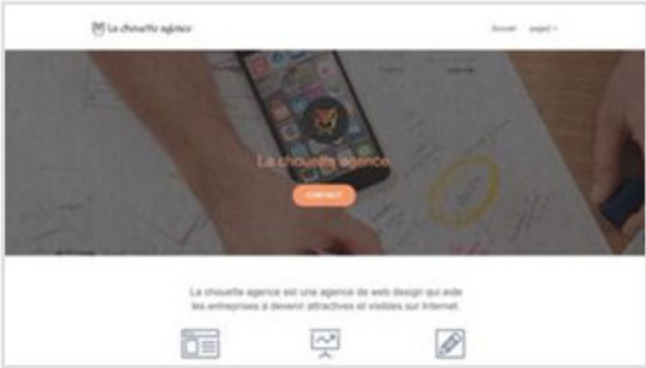 La chouette agence
Accueil page2
La chouette agence
CONTACT
La chouette agence est une agence de web design qui aide
les entreprises à devenir attractives et visibles sur Internet.